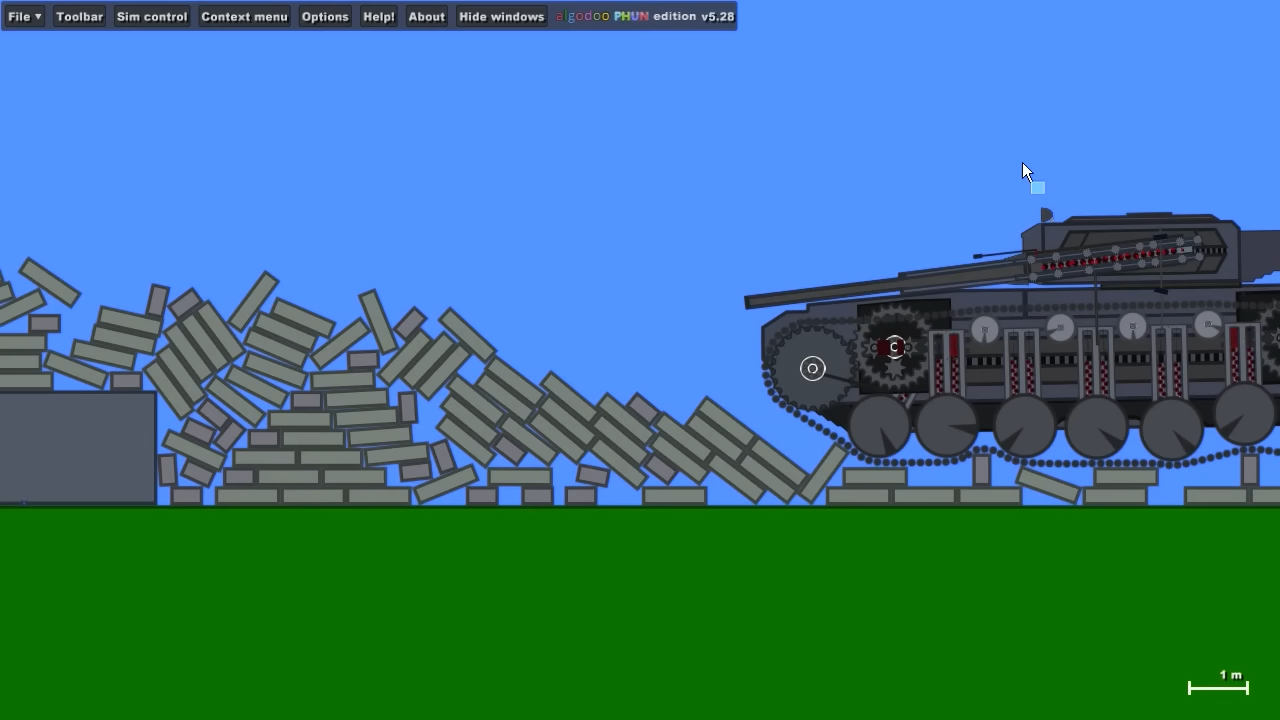 File ▾ Toolbar Sim control Context menu Options Help! About Hide windows algodoo PHUN edition v5.28
C
1 m